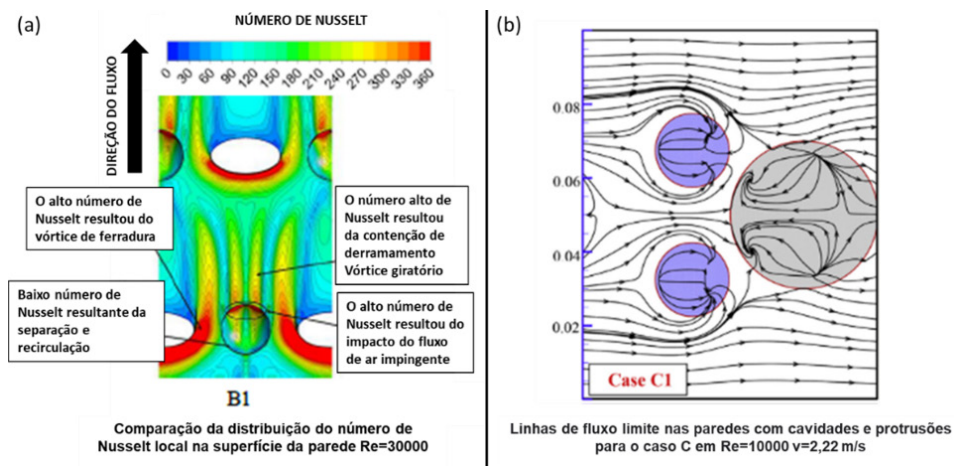 (a)
NÚMERO DE NUSSELT
0 30 60 90 120 150 180 210 240 270 300 330 360
DIREÇÃO DO FLUXO
O alto número de
Nusselt resultou do
vórtice de ferradura
O número alto de
Nusselt resultou
da contenção de
derramamento
Vórtice giratório
Baixo número de
Nusselt resultante da
separação e
recirculação
O alto número de
Nusselt resultou do
impacto do fluxo
de ar impingente
B1
Comparação da distribuição do número de
Nusselt local na superfície da parede Re=30000
(b)
0.08
0.06
0.04
0.02
Case C1
Linhas de fluxo limite nas paredes com cavidades e protrusões
para o caso C em Re=10000 v=2,22 m/s